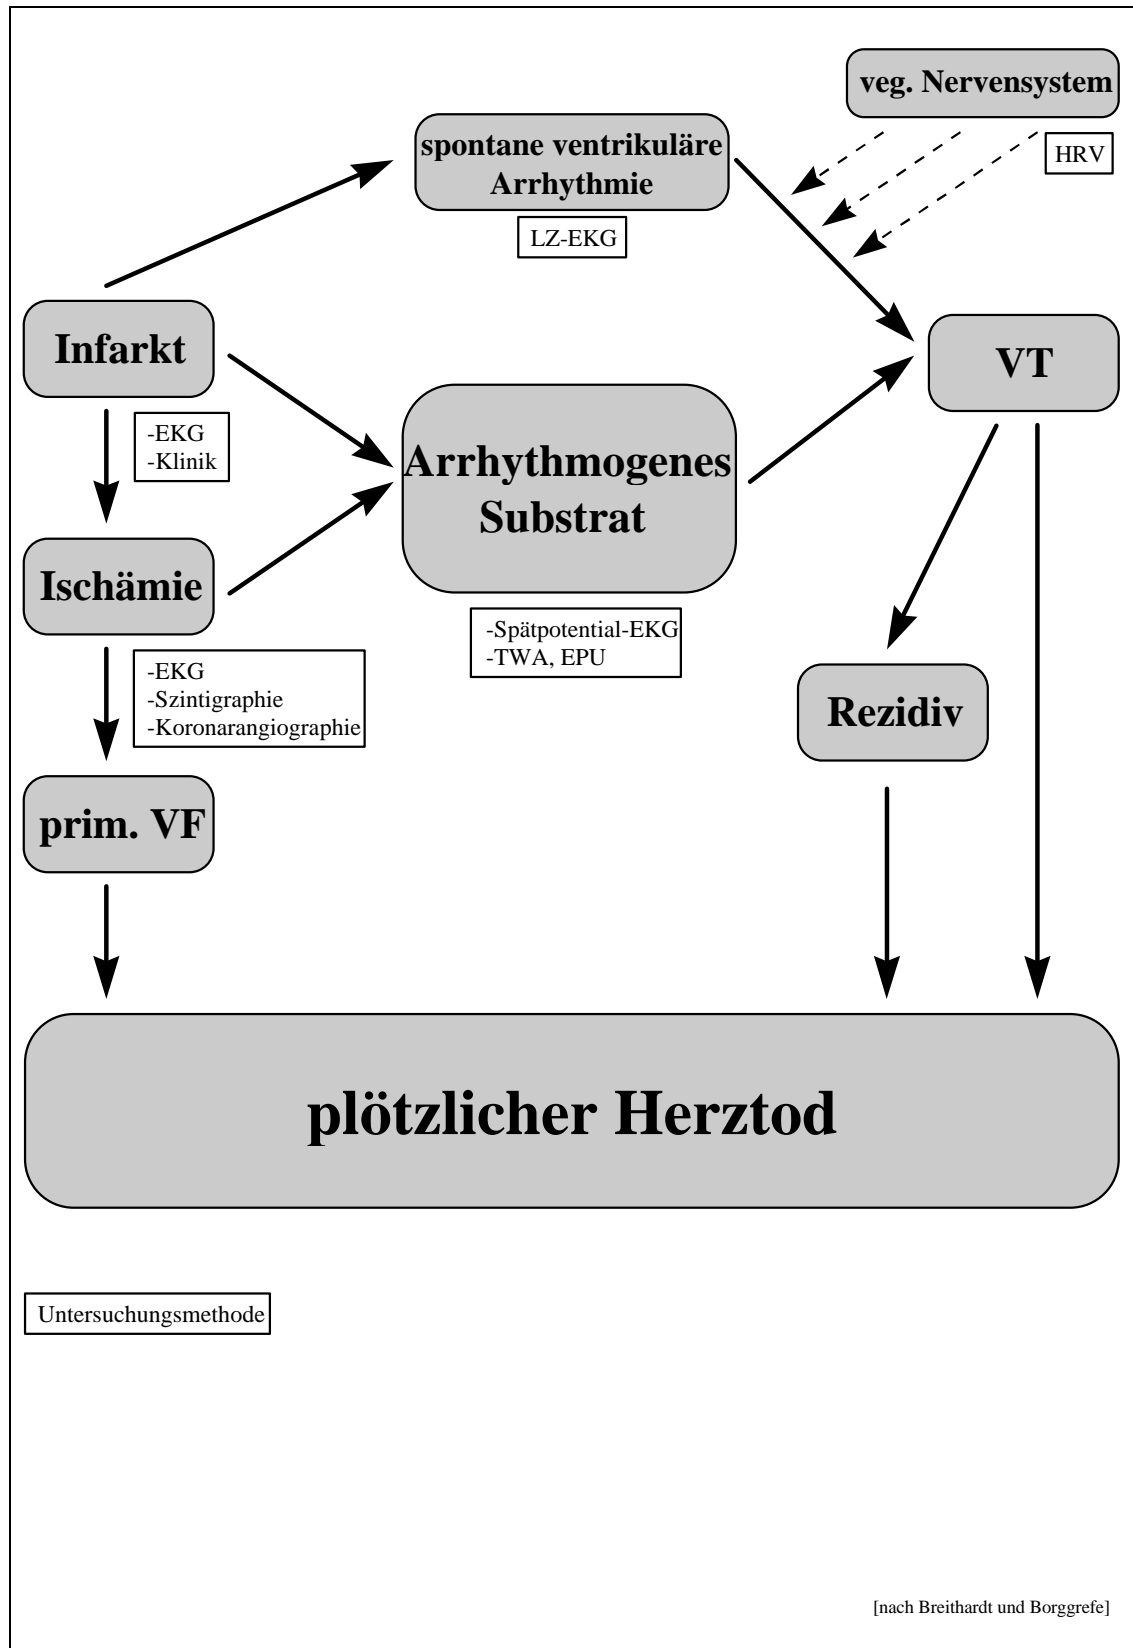 veg. Nervensystem
spontane ventrikuläre
Arrhythmie
HRV
LZ-EKG
Infarkt
VT
-EKG
-Klinik
Arrhythmogenes
Substrat
Ischämie
-Spätpotential-EKG
-TWA, EPU
-EKG
-Szintigraphie
-Koronarangiographie
Rezidiv
prim. VF
plötzlicher Herztod
Untersuchungsmethode
[nach Breithardt und Borggrefe]